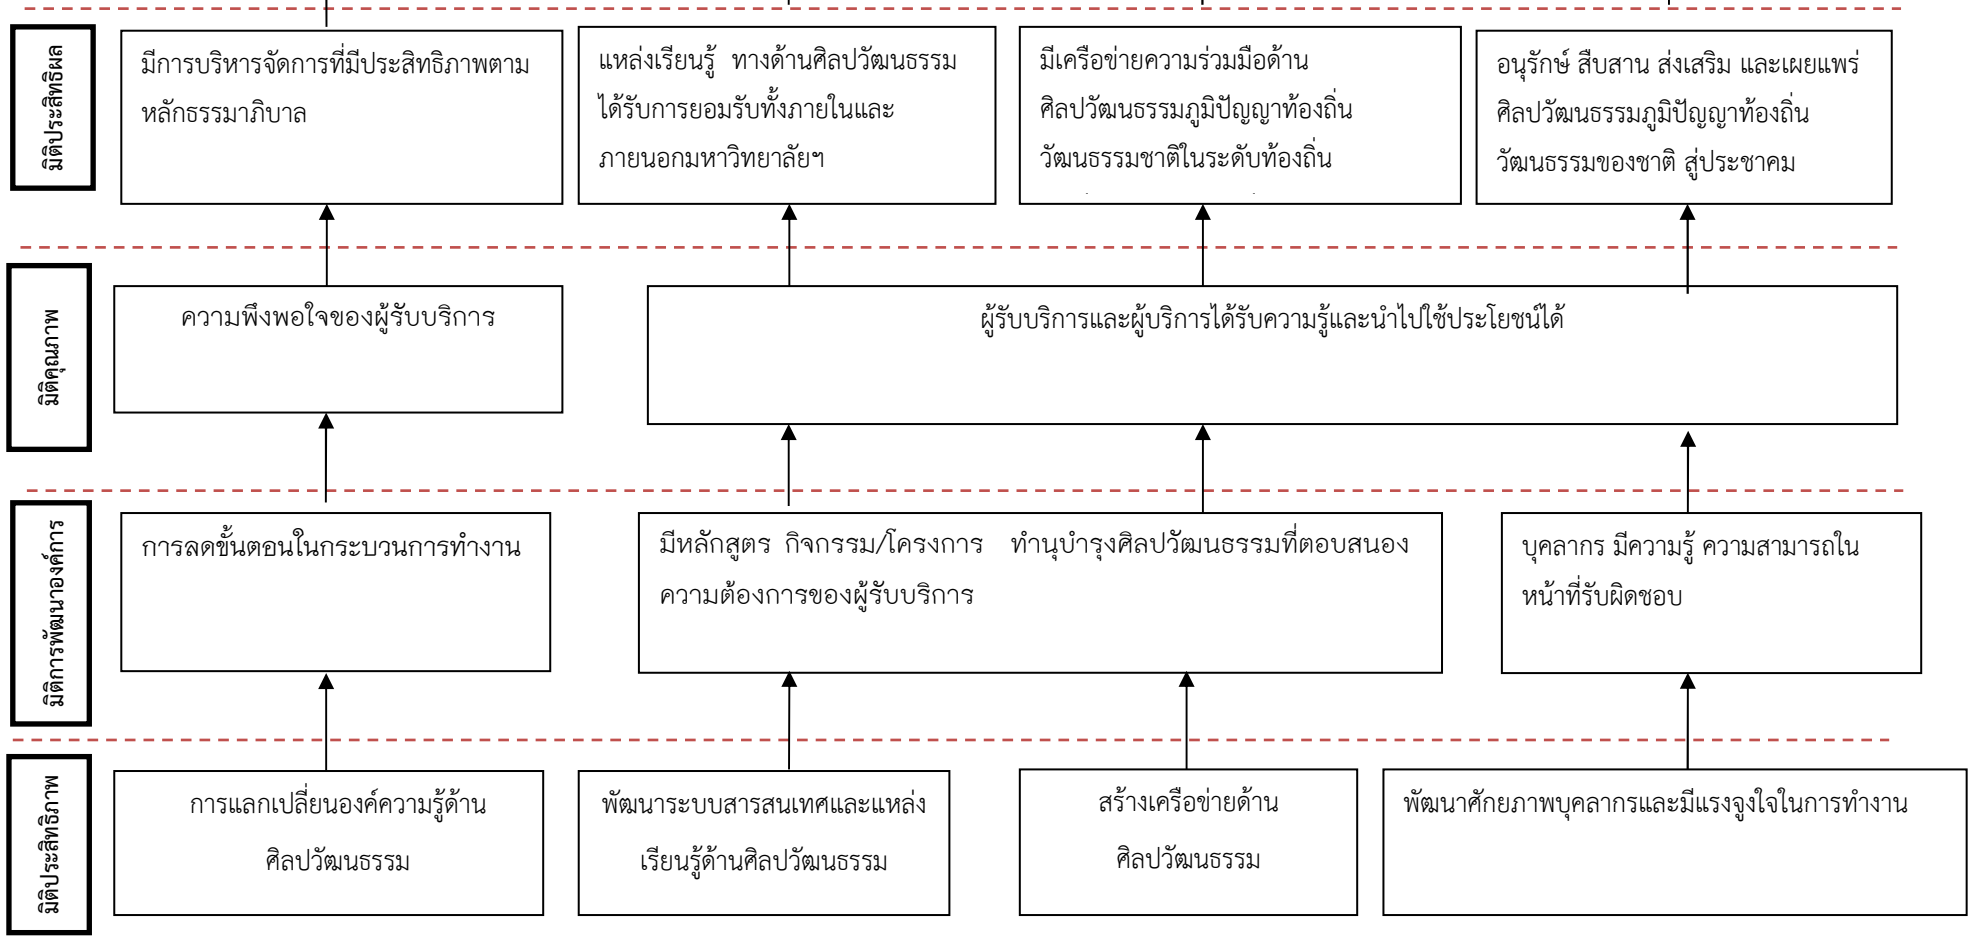 มิติประสิทธิผล
มีการบริหารจัดการที่มีประสิทธิภาพตาม
หลักธรรมาภิบาล
แหล่งเรียนรู้ ทางด้านศิลปวัฒนธรรม
ได้รับการยอมรับทั้งภายในและ
ภายนอกมหาวิทยาลัยฯ
มีเครือข่ายความร่วมมือด้าน
ศิลปวัฒนธรรมภูมิปัญญาท้องถิ่น
วัฒนธรรมชาติในระดับท้องถิ่น
อนุรักษ์ สืบสาน ส่งเสริม และเผยแพร่
ศิลปวัฒนธรรมภูมิปัญญาท้องถิ่น
วัฒนธรรมของชาติ สู่ประชาคม
มิติคุณภาพ
ความพึงพอใจของผู้รับบริการ
ผู้รับบริการและผู้บริการได้รับความรู้และนำไปใช้ประโยชน์ได้
มิติการพัฒนาองค์การ
การลดขั้นตอนในกระบวนการทำงาน
มีหลักสูตร กิจกรรม/โครงการ ทำนุบำรุงศิลปวัฒนธรรมที่ตอบสนอง
ความต้องการของผู้รับบริการ
บุคลากร มีความรู้ ความสามารถใน
หน้าที่รับผิดชอบ
มิติประสิทธิภาพ
การแลกเปลี่ยนองค์ความรู้ด้าน
ศิลปวัฒนธรรม
พัฒนาระบบสารสนเทศและแหล่ง
เรียนรู้ด้านศิลปวัฒนธรรม
สร้างเครือข่ายด้าน
ศิลปวัฒนธรรม
พัฒนาศักยภาพบุคลากรและมีแรงจูงใจในการทำงาน